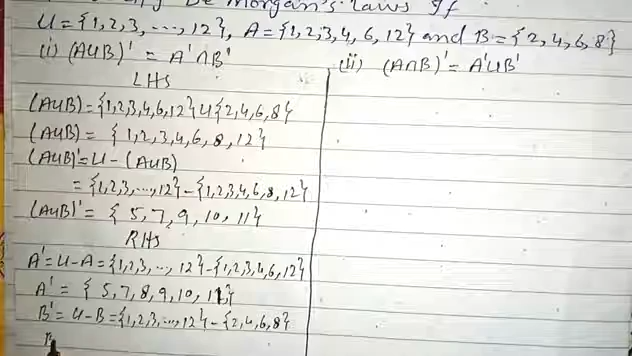 De Morgan's Laws if
U = {1,2,3, ..., 12}, A = {1,2,3,4,6,12} and B = {2,4,6,8}
(i) (A∪B)' = A'∩B'
LHS
(A∪B)={1,2,3,4,6,12}∪{2,4,6,8}
(A∪B) = {1,2,3,4,6,8,12}
(A∪B)'=U-(A∪B)
={1,2,3,...,12}-{1,2,3,4,6,8,12}
(A∪B)' = {5,7,9,10,11}
RHS
A'=U-A={1,2,3,..., 12}-{1,2,3,4,6,12}
A' = {5,7,8,9,10,11}
B'=U-B={1,2,3,...,12}-{2,4,6,8}
(ii) (A∩B)'=A'∪B'